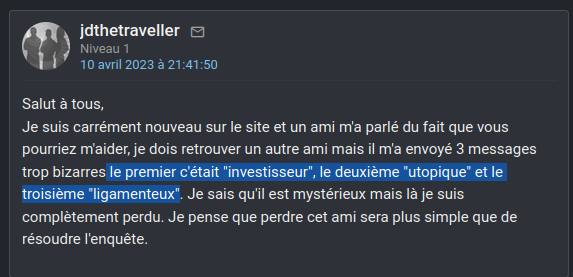 jdthetraveller
Niveau 1
10 avril 2023 à 21:41:50
Salut à tous,
Je suis carrément nouveau sur le site et un ami m'a parlé du fait que vous
pourriez m'aider, je dois retrouver un autre ami mais il m'a envoyé 3 messages
trop bizarres le premier c'était "investisseur", le deuxième "utopique" et le
troisième "ligamenteux". Je sais qu'il est mystérieux mais là je suis
complètement perdu. Je pense que perdre cet ami sera plus simple que de
résoudre l'enquête.